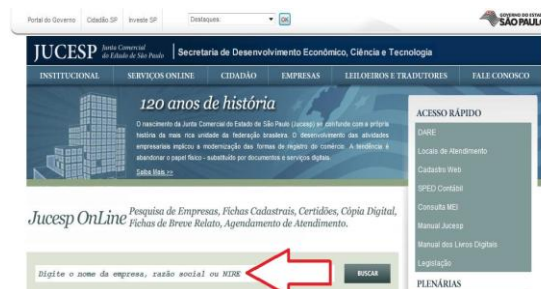 Portal do Governo Cidadão SP Investe SP Destaques: OK
GOVERNO DO ESTADO
SÃO PAULO
JUCESP Junta Comercial do Estado de São Paulo Secretaria de Desenvolvimento Econômico, Ciência e Tecnologia
INSTITUCIONAL SERVIÇOS ONLINE CIDADÃO EMPRESAS LEILOEIROS E TRADUTORES FALE CONOSCO
120 anos de história
O nascimento da Junta Comercial do Estado de São Paulo (Jucesp) se confunde com a própria
história da mais rica unidade da federação brasileira. O desenvolvimento das atividades
empresariais implicou a modernização das formas de registro do comércio. A tendência é
abandonar o papel físico - substituído por documentos e serviços digitais.
Saiba Mais >>
ACESSO RÁPIDO
DARE
Locais de Atendimento
Cadastro Web
SPED Contábil
Consulta MEI
Manual Jucesp
Manual dos Livros Digitais
Legislação
PLENÁRIAS
Jucesp OnLine Pesquisa de Empresas, Fichas Cadastrais, Certidões, Cópia Digital,
Fichas de Breve Relato, Agendamento de Atendimento.
Digite o nome da empresa, razão social ou NIRE BUSCAR